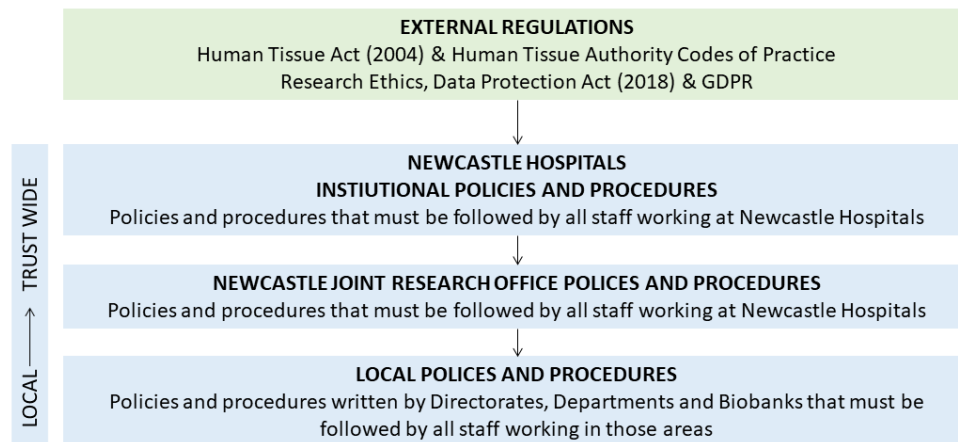 EXTERNAL REGULATIONS
Human Tissue Act (2004) & Human Tissue Authority Codes of Practice
Research Ethics, Data Protection Act (2018) & GDPR
LOCAL TRUST WIDE
NEWCASTLE HOSPITALS
INSTIUTIONAL POLICIES AND PROCEDURES
Policies and procedures that must be followed by all staff working at Newcastle Hospitals
NEWCASTLE JOINT RESEARCH OFFICE POLICES AND PROCEDURES
Policies and procedures that must be followed by all staff working at Newcastle Hospitals
LOCAL POLICES AND PROCEDURES
Policies and procedures written by Directorates, Departments and Biobanks that must be
followed by all staff working in those areas